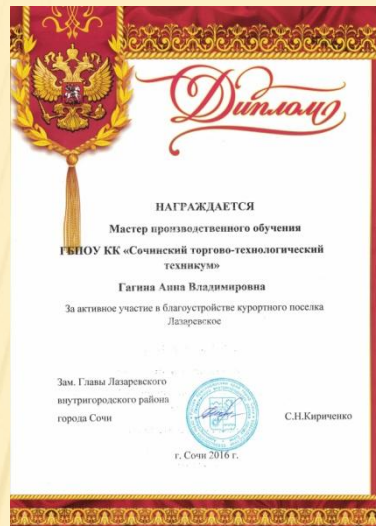 Диплом
НАГРАЖДАЕТСЯ
Мастер производственного обучения
ГБПОУ КК «Сочинский торгово-технологический
техникум»
Гагина Анна Владимировна
За активное участие в благоустройстве курортного поселка
Лазаревское
Зам. Главы Лазаревского
внутригородского района
города Сочи
С.Н.Кириченко
г. Сочи 2016 г.